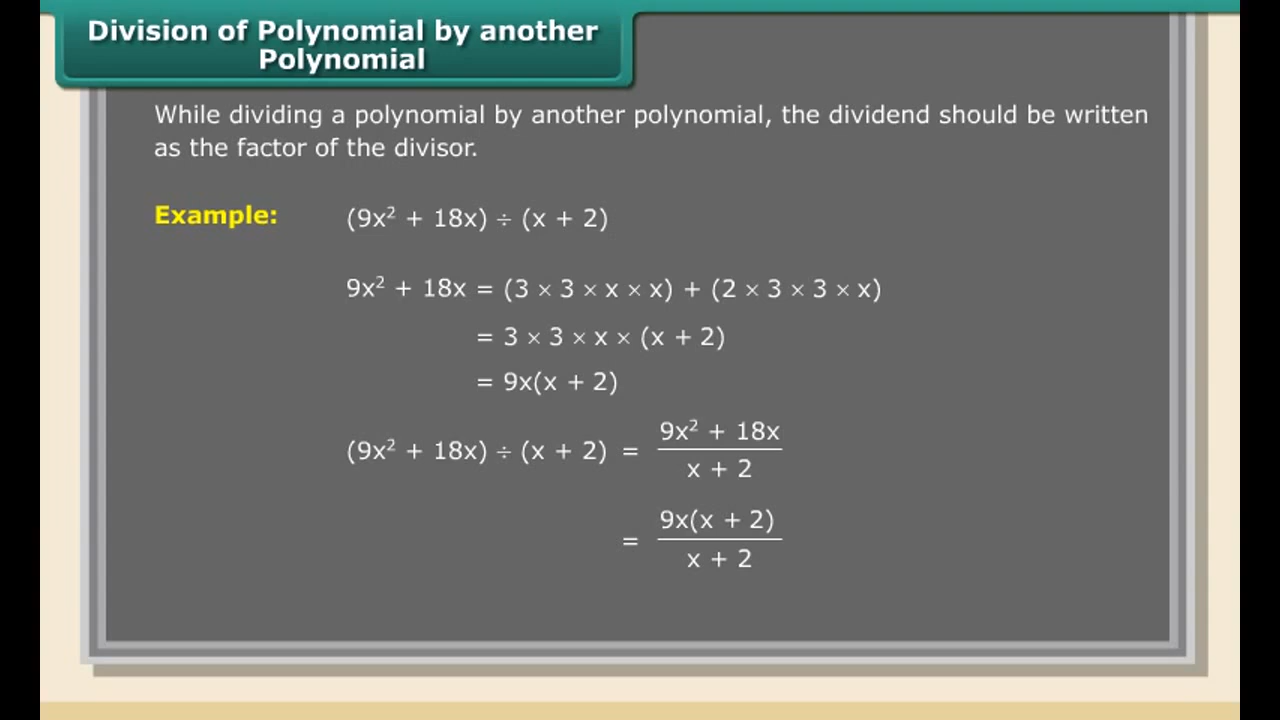 Division of Polynomial by another
Polynomial
While dividing a polynomial by another polynomial, the dividend should be written
as the factor of the divisor.
Example: (9x² + 18x) ÷ (x + 2)
9x² + 18x = (3 × 3 × x × x) + (2 × 3 × 3 × x)
= 3 × 3 × x × (x + 2)
= 9x(x + 2)
9x² + 18x
(9x² + 18x) ÷ (x + 2) =
x + 2
9x(x + 2)
=
x + 2